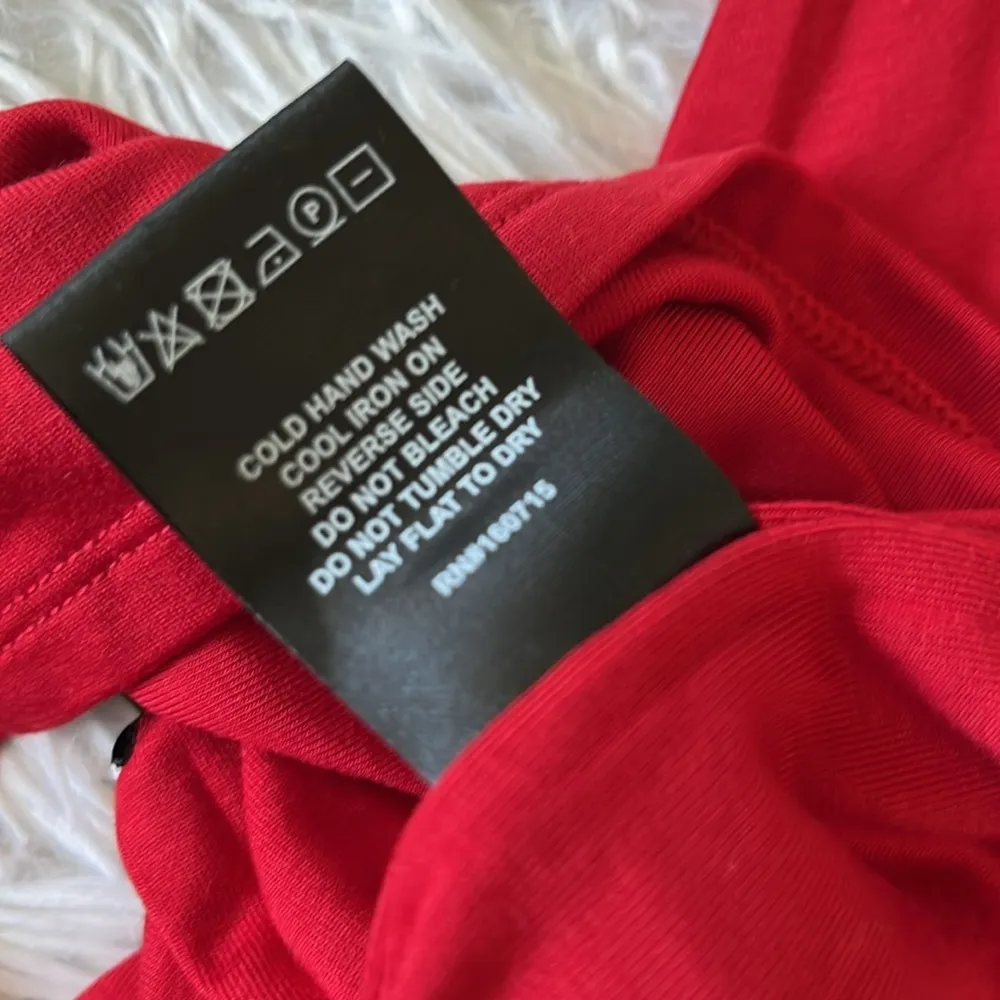 P
COLD HAND WASH
COOL IRON ON
REVERSE SIDE
DO NOT BLEACH
DO NOT TUMBLE DRY
LAY FLAT TO DRY
RN#160715